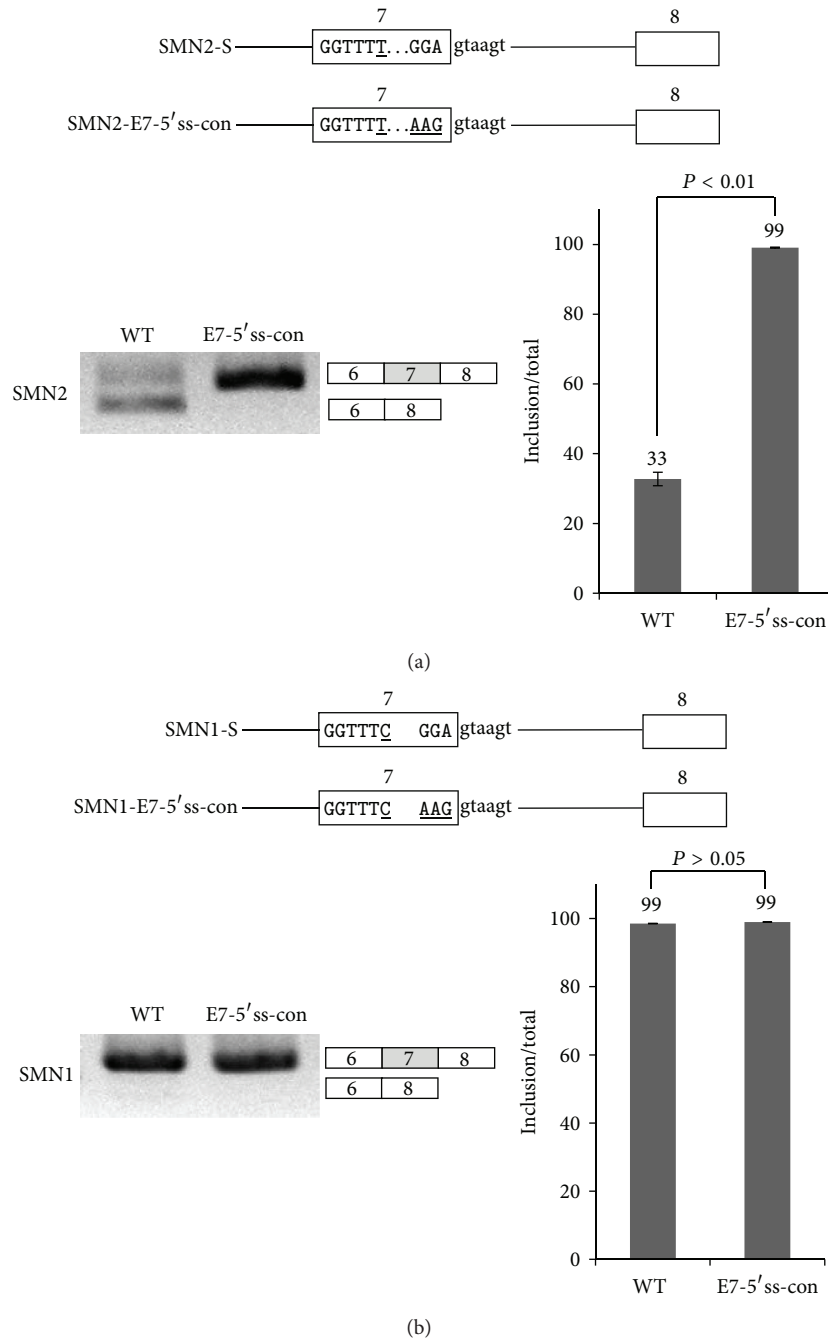 7 8
SMN2-S GGTTTT...GGA gtaagt
7 8
SMN2-E7-5′ss-con GGTTTT...AAG gtaagt
P < 0.01
99
100
WT E7-5′ss-con
80
6 7 8
SMN2
60
6 8
Inclusion/total
40
33
20
0
WT E7-5′ss-con
(a)
7 8
SMN1-S GGTTTC GGA gtaagt
7 8
SMN1-E7-5′ss-con GGTTTC AAG gtaagt
P > 0.05
99 99
100
80
WT E7-5′ss-con
6 7 8
60
SMN1
6 8
Inclusion/total
40
20
0
WT E7-5′ss-con
(b)